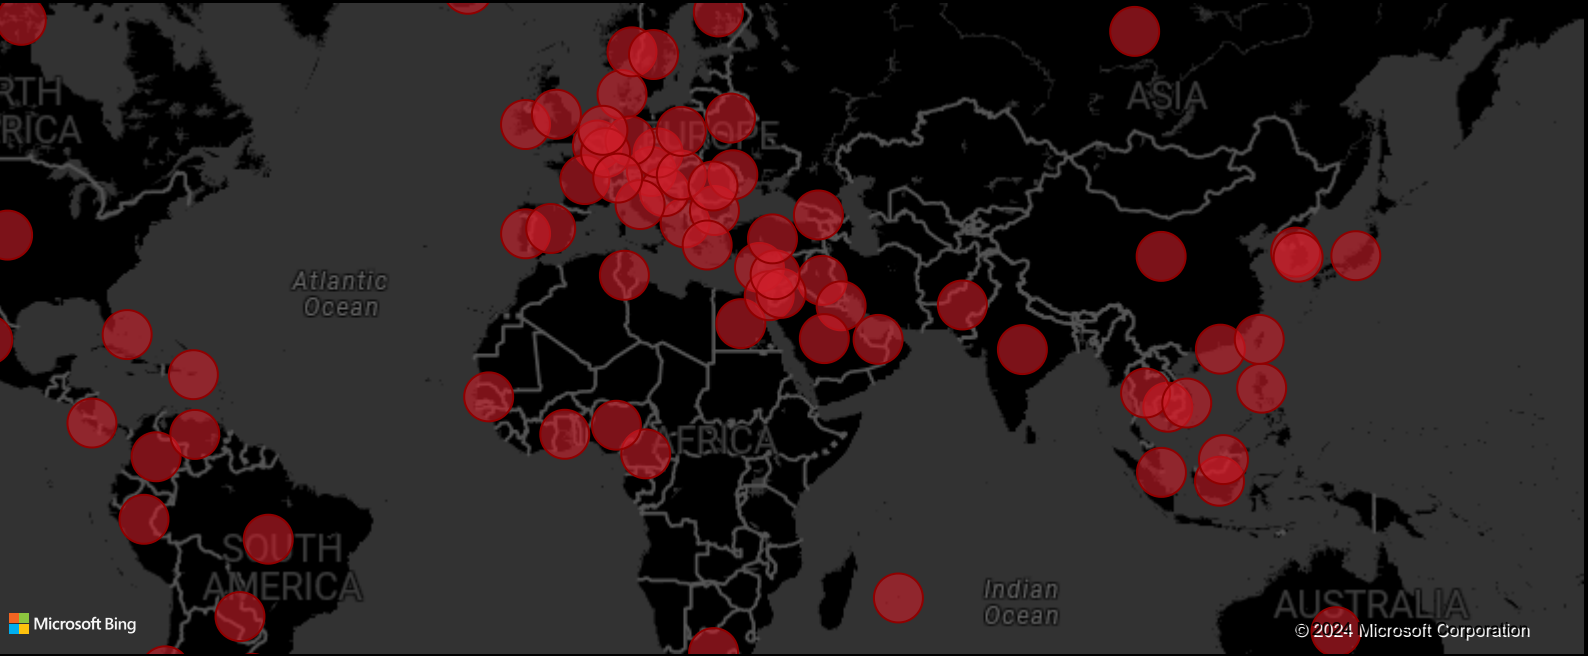 RTH
RICA
EUROPE
ASIA
Atlantic
Ocean
AFRICA
SOUTH
AMERICA
Indian
Ocean
AUSTRALIA
Microsoft Bing
© 2024 Microsoft Corporation